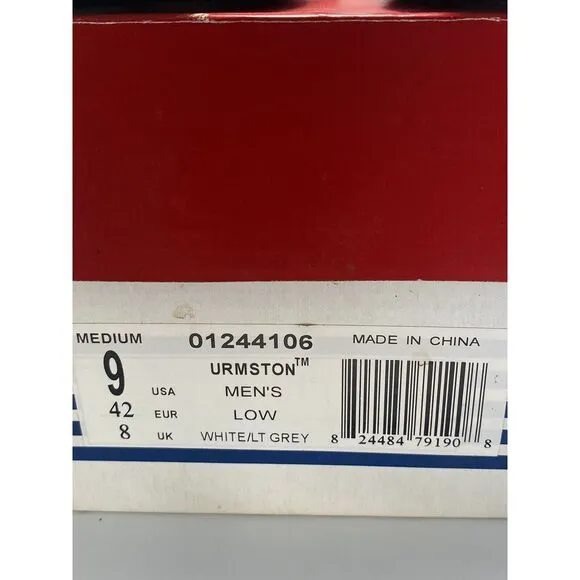 MEDIUM 01244106 MADE IN CHINA
9 USA URMSTON™
MEN'S
42 EUR LOW
8 UK WHITE/LT GREY 8 24484 79190 8